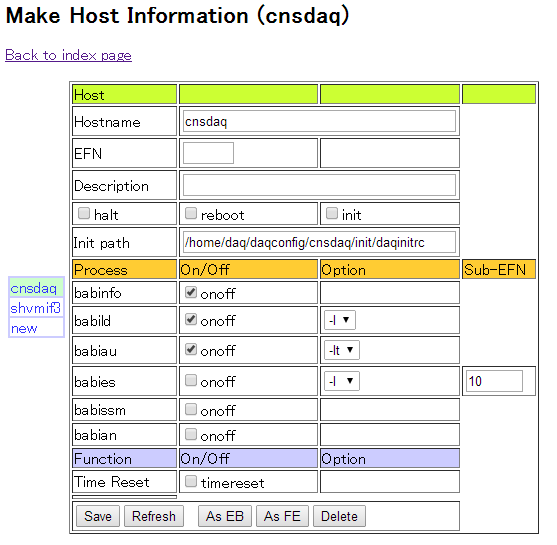 Make Host Information (cnsdaq)
Back to index page
cnsdaq
shvmif3
new
Host
Hostname cnsdaq
EFN
Description
halt reboot init
Init path /home/daq/daqconfig/cnsdaq/init/daqinitrc
Process On/Off Option Sub-EFN
babinfo onoff
babild onoff -l
babiau onoff -lt
babies onoff -l 10
babissm onoff
babian onoff
Function On/Off Option
Time Reset timereset
Save Refresh As EB As FE Delete